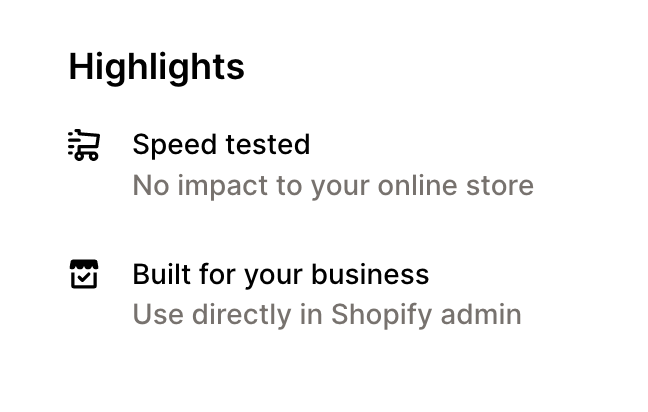 Highlights
Speed tested
No impact to your online store
Built for your business
Use directly in Shopify admin